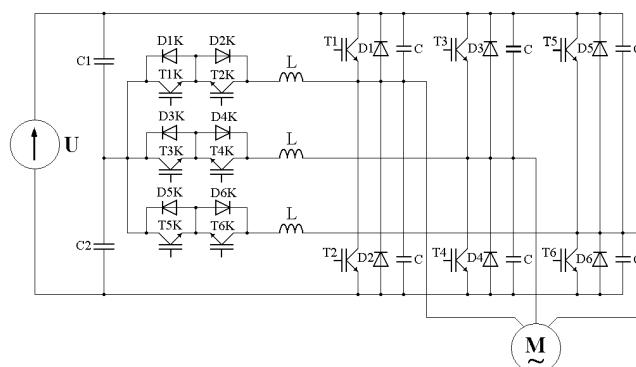 T1
D1
C
T3
D3
C
T5
D5
C
D1K
D2K
C1
T1K
T2K
L
D3K
D4K
U
T3K
T4K
L
D5K
D6K
T5K
T6K
L
C2
T2
D2
C
T4
D4
C
T6
D6
C
M
~